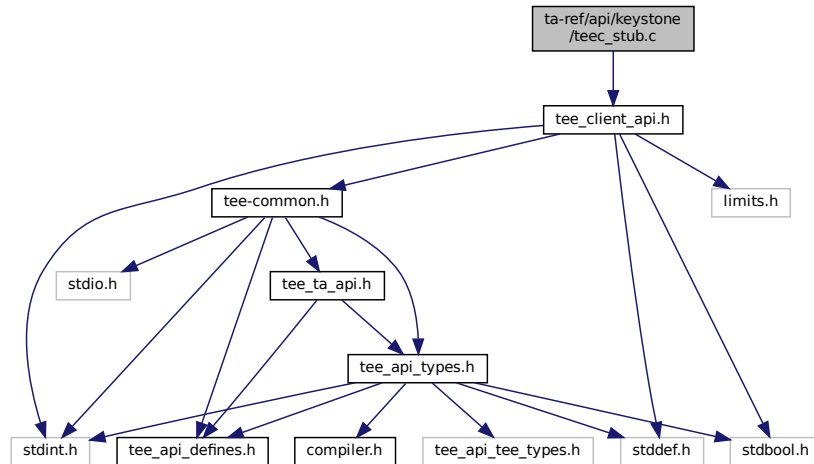 ta-ref/api/keystone
/teec_stub.c
tee_client_api.h
tee-common.h
limits.h
stdio.h
tee_ta_api.h
tee_api_types.h
stdint.h
tee_api_defines.h
compiler.h
tee_api_tee_types.h
stddef.h
stdbool.h